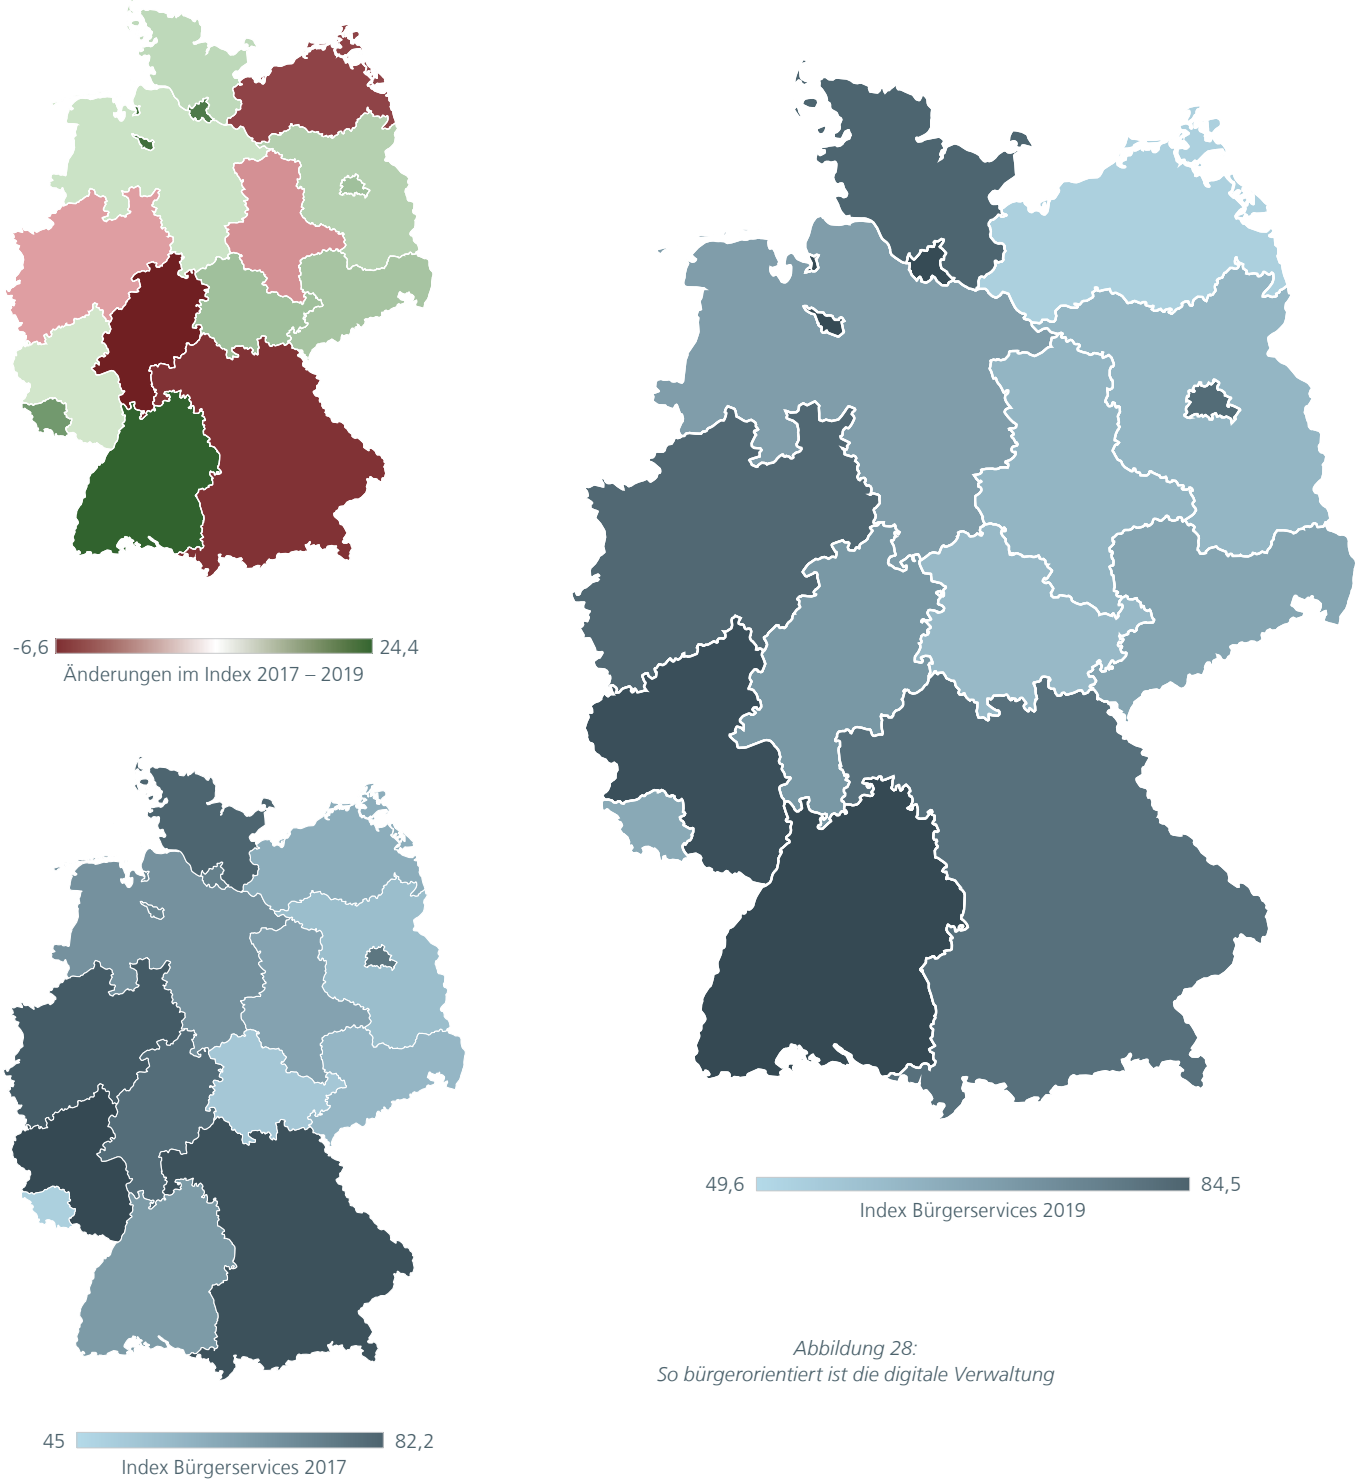 -6,6 24,4
Änderungen im Index 2017 – 2019
49,6 84,5
Index Bürgerservices 2019
Abbildung 28:
So bürgerorientiert ist die digitale Verwaltung
45 82,2
Index Bürgerservices 2017